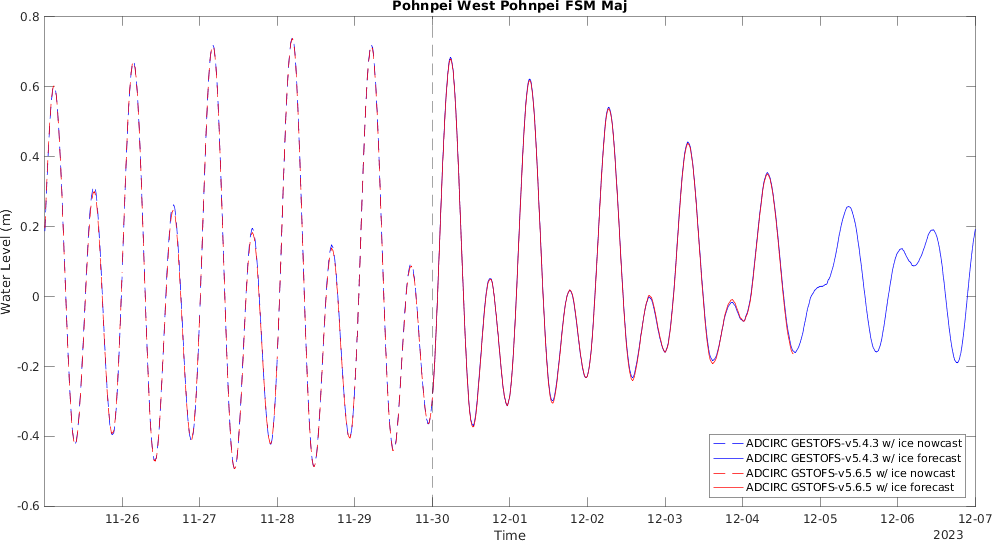 Pohnpei West Pohnpei FSM Maj
0.8
0.6
0.4
0.2
0
-0.2
-0.4
-0.6
Water Level (m)
ADCIRC GESTOFS-v5.4.3 w/ ice nowcast
ADCIRC GESTOFS-v5.4.3 w/ ice forecast
ADCIRC GSTOFS-v5.6.5 w/ ice nowcast
ADCIRC GSTOFS-v5.6.5 w/ ice forecast
11-26 11-27 11-28 11-29 11-30 12-01 12-02 12-03 12-04 12-05 12-06 12-07
Time
2023